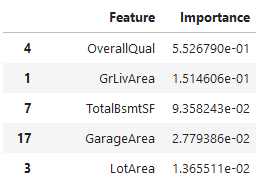 Feature Importance
4 OverallQual 5.526790e-01
1 GrLivArea 1.514606e-01
7 TotalBsmtSF 9.358243e-02
17 GarageArea 2.779386e-02
3 LotArea 1.365511e-02